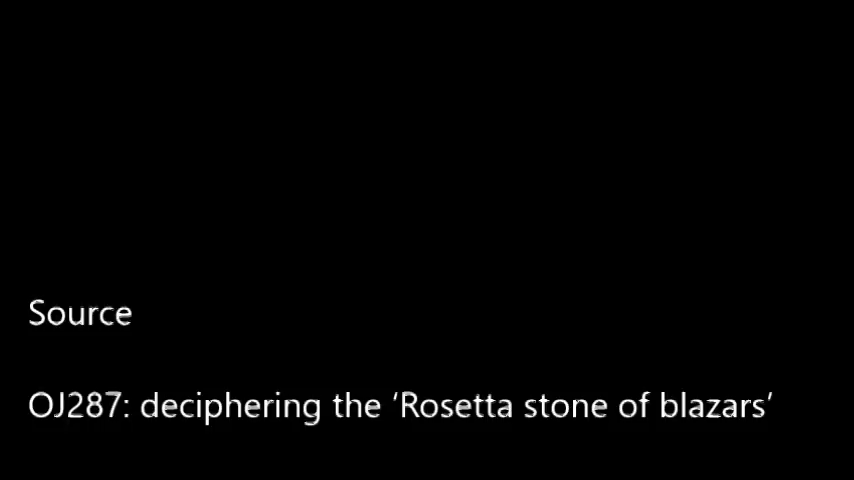 Source
OJ287: deciphering the ‘Rosetta stone of blazars’